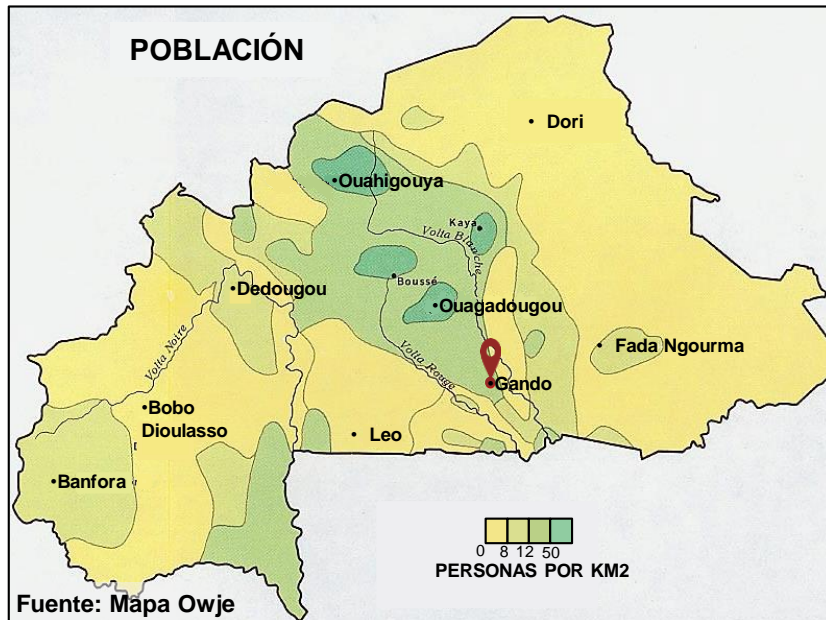 POBLACIÓN
Dori
Ouahigouya
Kaya
Volta Blanche
Boussé
Dedougou
Ouagadougou
Volta Noire
Fada Ngourma
Volta Rouge
Gando
Bobo
Dioulasso
Leo
Banfora
0 8 12 50
PERSONAS POR KM2
Fuente: Mapa Owje